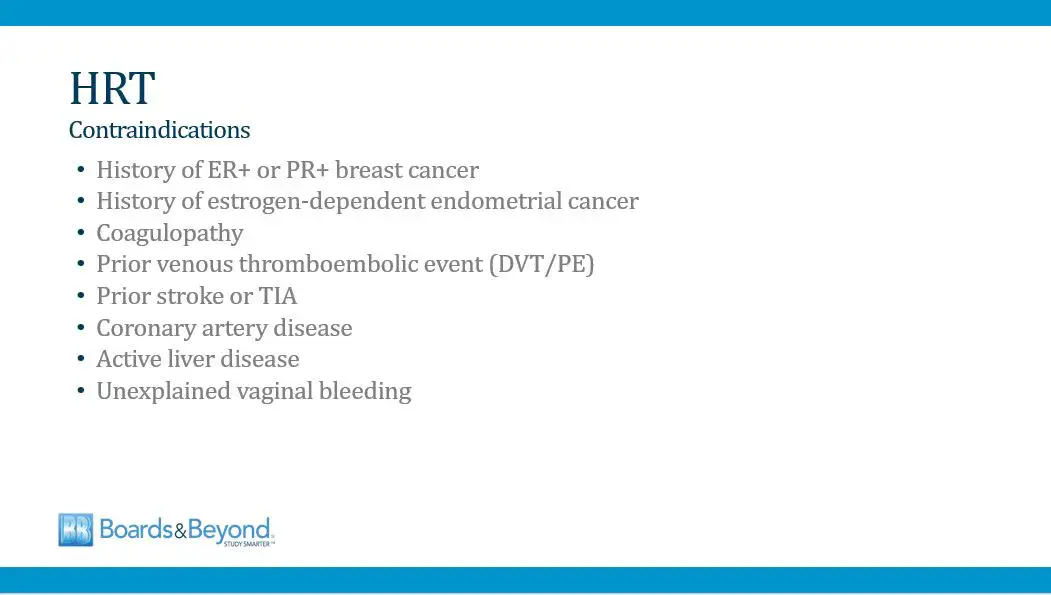 HRT
Contraindications
• History of ER+ or PR+ breast cancer
• History of estrogen-dependent endometrial cancer
• Coagulopathy
• Prior venous thromboembolic event (DVT/PE)
• Prior stroke or TIA
• Coronary artery disease
• Active liver disease
• Unexplained vaginal bleeding
BB Boards&Beyond
STUDY SMARTER™